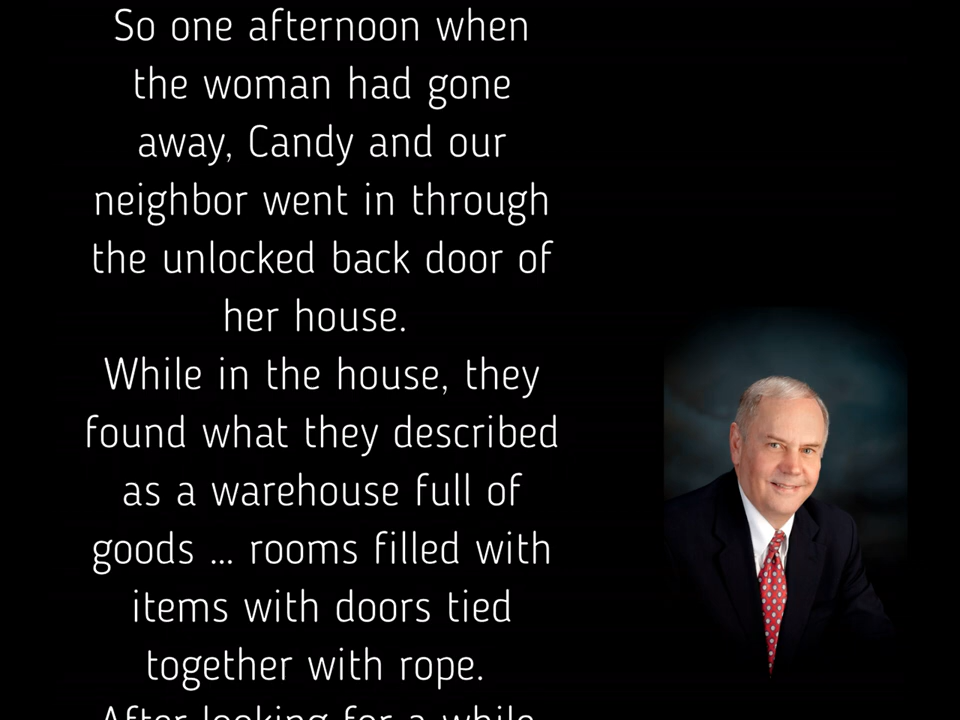 So one afternoon when
the woman had gone
away, Candy and our
neighbor went in through
the unlocked back door of
her house.
While in the house, they
found what they described
as a warehouse full of
goods ... rooms filled with
items with doors tied
together with rope.
After looking for a while,